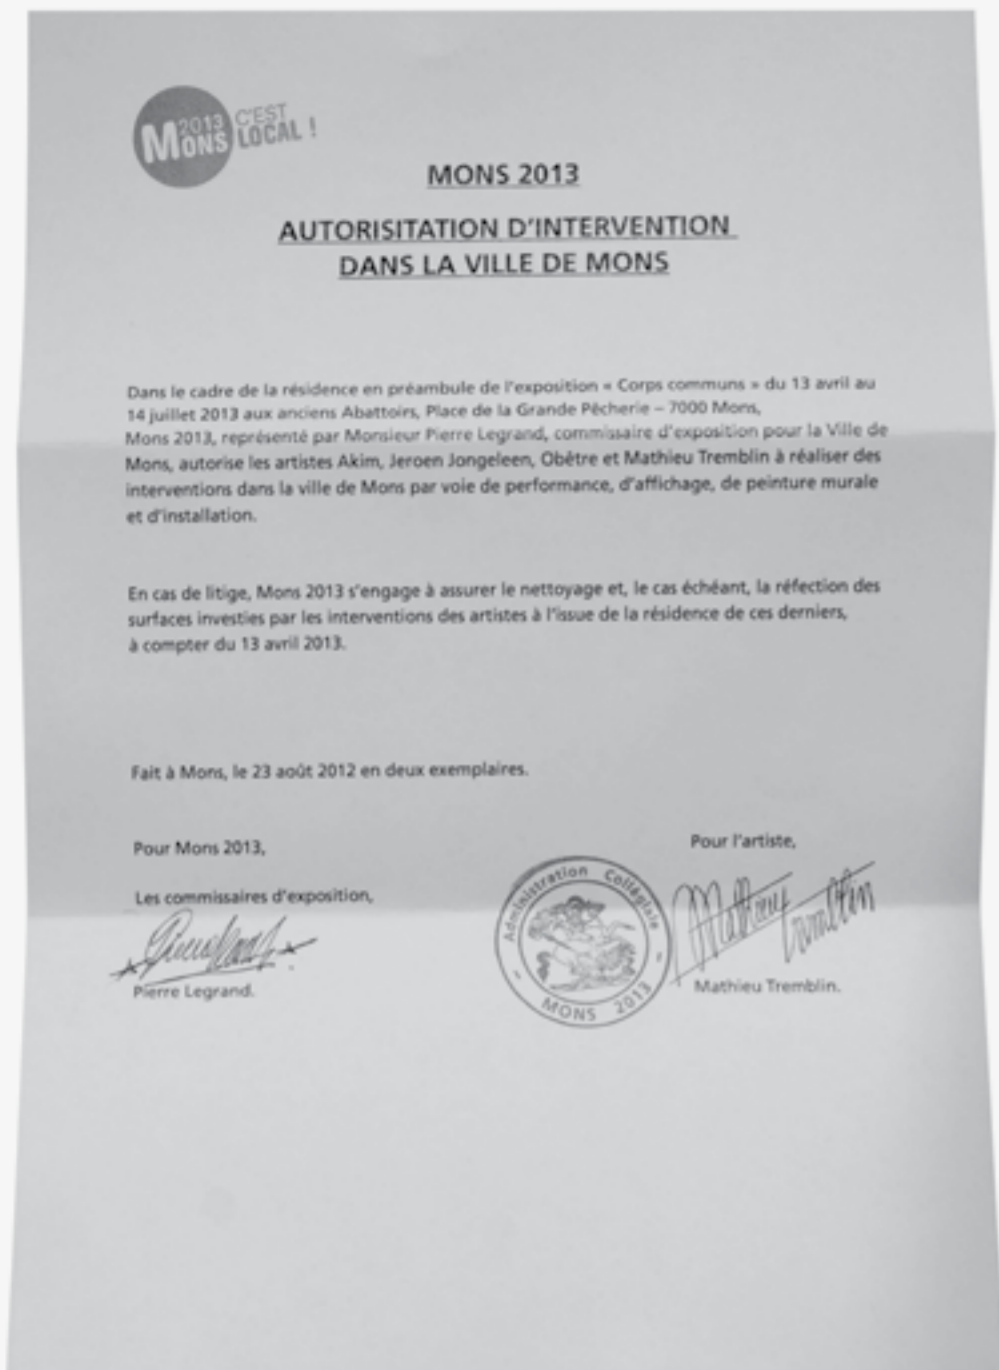 2013
MONS
C'EST
LOCAL !
MONS 2013
AUTORISITATION D'INTERVENTION
DANS LA VILLE DE MONS
Dans le cadre de la résidence en préambule de l'exposition « Corps communs » du 13 avril au
14 juillet 2013 aux anciens Abattoirs, Place de la Grande Pêcherie – 7000 Mons,
Mons 2013, représenté par Monsieur Pierre Legrand, commissaire d'exposition pour la Ville de
Mons, autorise les artistes Akim, Jeroen Jongeleen, Obêtre et Mathieu Tremblin à réaliser des
interventions dans la ville de Mons par voie de performance, d'affichage, de peinture murale
et d'installation.
En cas de litige, Mons 2013 s'engage à assurer le nettoyage et, le cas échéant, la réfection des
surfaces investies par les interventions des artistes à l'issue de la résidence de ces derniers,
à compter du 13 avril 2013.
Fait à Mons, le 23 août 2012 en deux exemplaires.
Pour Mons 2013,
Pour l'artiste,
Les commissaires d'exposition,
Administration Collégiale
MONS 2013
Mathieu Tremblin
Pierre Legrand.
Mathieu Tremblin.